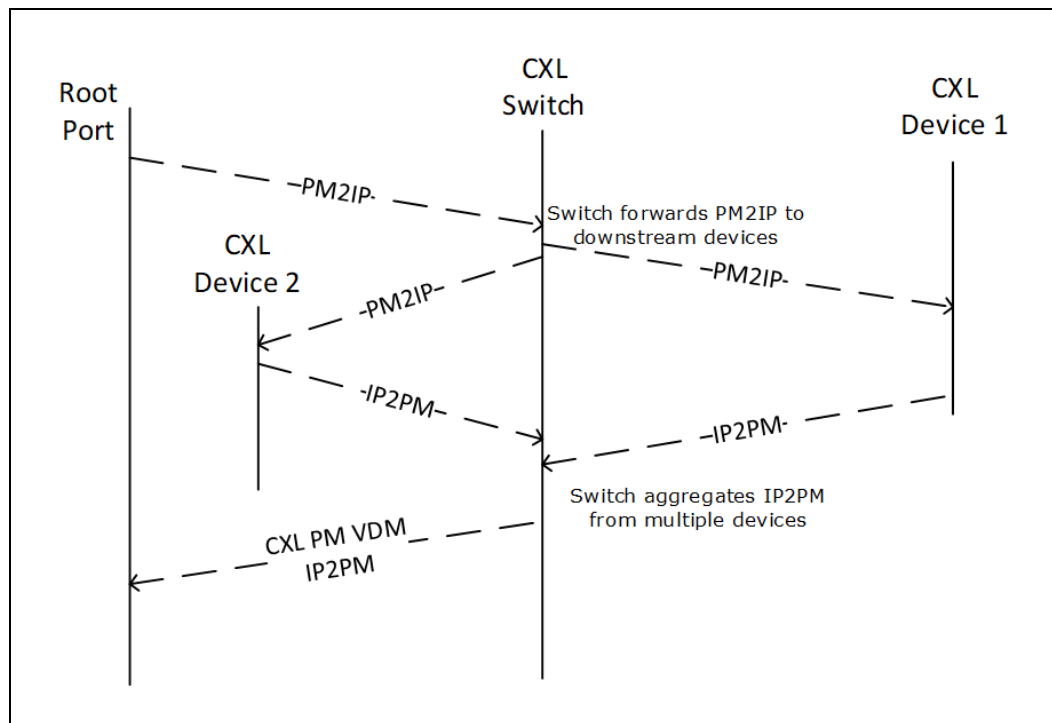 Root
Port
CXL
Switch
CXL
Device 1
-PM2IP-
Switch forwards PM2IP to
downstream devices
CXL
Device 2
-PM2IP-
-PM2IP-
-IP2PM-
-IP2PM-
Switch aggregates IP2PM
from multiple devices
CXL PM VDM
IP2PM